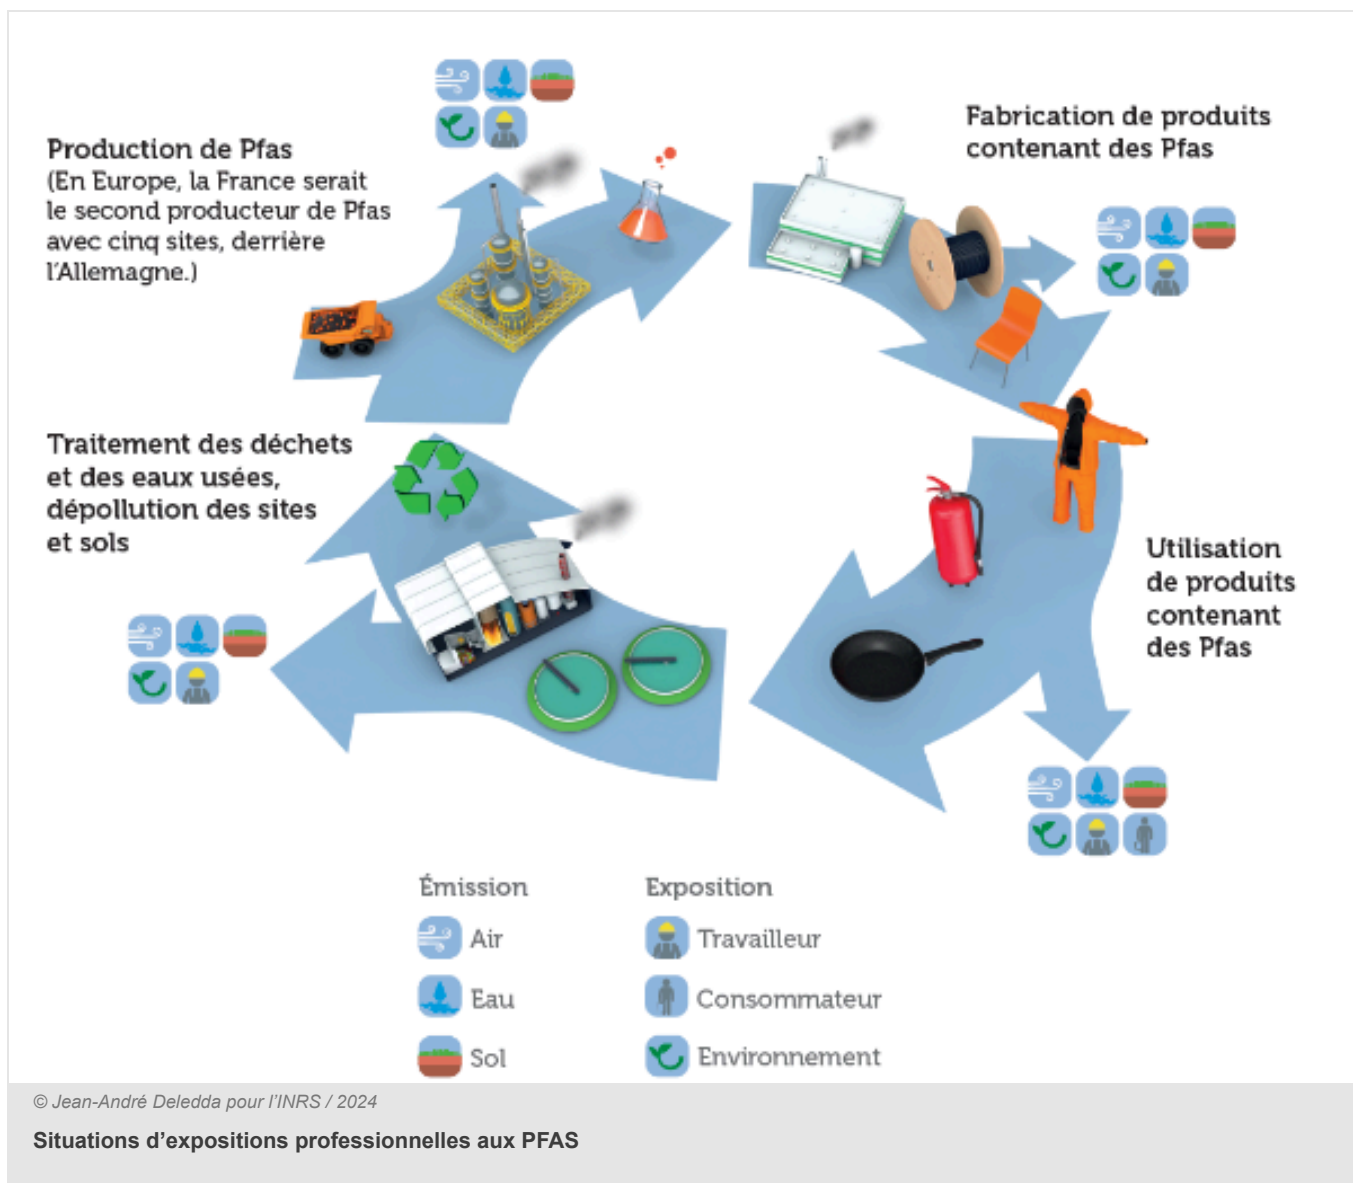 Production de Pfas
(En Europe, la France serait
le second producteur de Pfas
avec cinq sites, derrière
l'Allemagne.)
Fabrication de produits
contenant des Pfas
Utilisation
de produits
contenant
des Pfas
Traitement des déchets
et des eaux usées,
dépollution des sites
et sols
Émission
Air
Eau
Sol
Exposition
Travailleur
Consommateur
Environnement
© Jean-André Deledda pour l'INRS / 2024
Situations d'expositions professionnelles aux PFAS